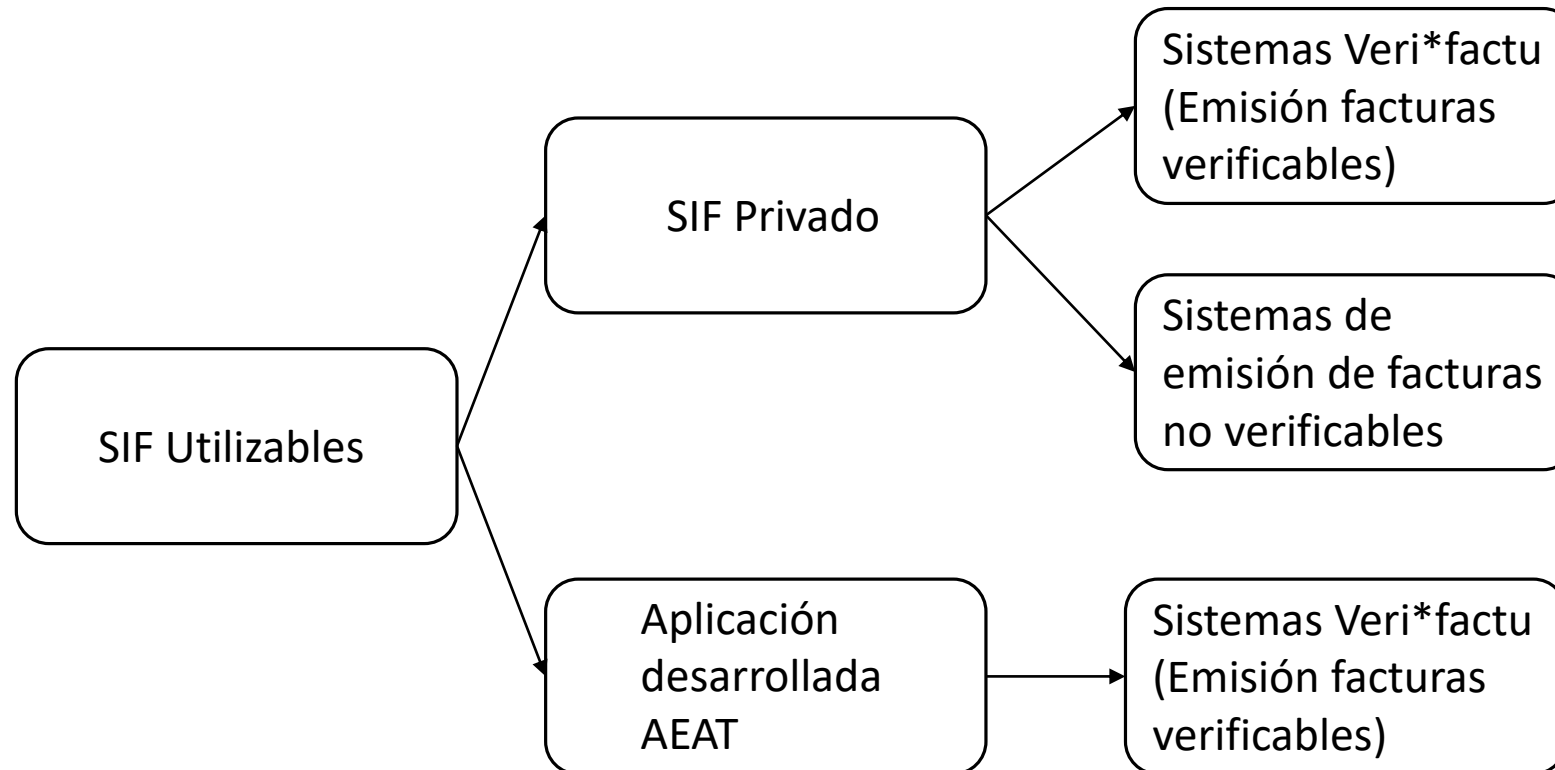 Sistemas Veri*factu
(Emisión facturas
verificables)
SIF Privado
Sistemas de
emisión de facturas
no verificables
SIF Utilizables
Aplicación
desarrollada
AEAT
Sistemas Veri*factu
(Emisión facturas
verificables)